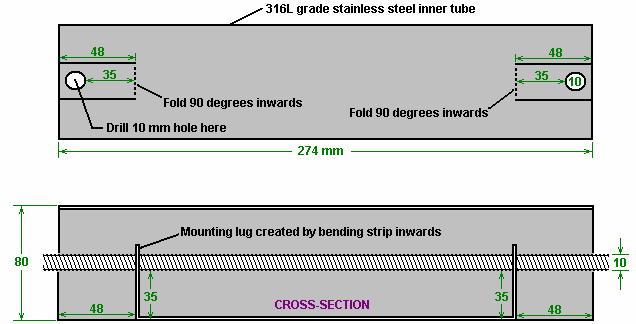 316L grade stainless steel inner tube
48
48
35
35
10
Fold 90 degrees inwards
Fold 90 degrees inwards
Drill 10 mm hole here
274 mm
Mounting lug created by bending strip inwards
80
10
35
35
48
CROSS-SECTION
48